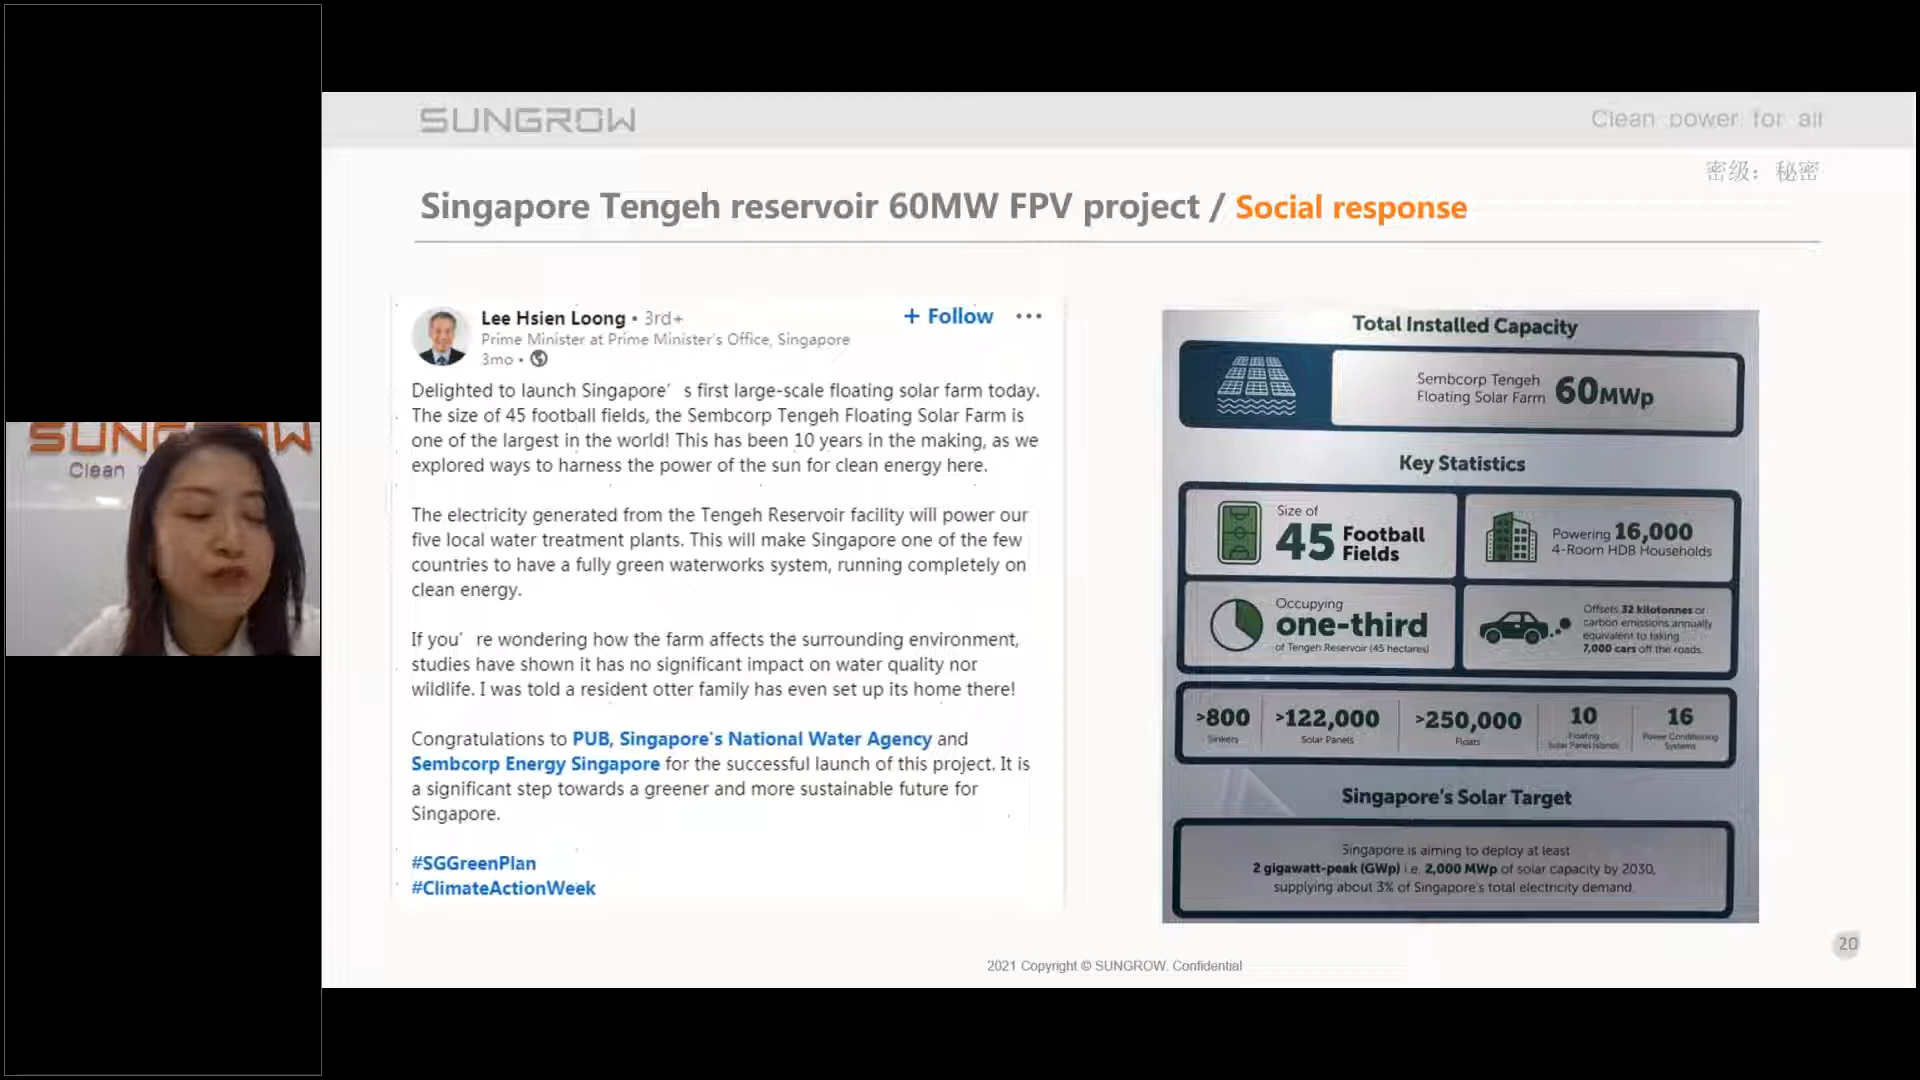 SUNGROW
Clean power for all
密级：秘密
Singapore Tengeh reservoir 60MW FPV project / Social response
Lee Hsien Loong • 3rd+
+ Follow •••
Prime Minister at Prime Minister's Office, Singapore
3mo •
Delighted to launch Singapore' s first large-scale floating solar farm today.
The size of 45 football fields, the Sembcorp Tengeh Floating Solar Farm is
one of the largest in the world! This has been 10 years in the making, as we
explored ways to harness the power of the sun for clean energy here.
The electricity generated from the Tengeh Reservoir facility will power our
five local water treatment plants. This will make Singapore one of the few
countries to have a fully green waterworks system, running completely on
clean energy.
If you' re wondering how the farm affects the surrounding environment,
studies have shown it has no significant impact on water quality nor
wildlife. I was told a resident otter family has even set up its home there!
Congratulations to PUB, Singapore's National Water Agency and
Sembcorp Energy Singapore for the successful launch of this project. It is
a significant step towards a greener and more sustainable future for
Singapore.
#SGGreenPlan
#ClimateActionWeek
Total Installed Capacity
Sembcorp Tengeh
Floating Solar Farm
60MWp
Key Statistics
Size of
45 Football
Fields
Powering 16,000
4-Room HDB Households
Occupying
one-third
of Tengeh Reservoir (45 hectares)
Offsets 32 kilotonnes of
carbon emissions annually
equivalent to taking
7,000 cars off the roads.
>800
Sinkers
>122,000
Solar Panels
>250,000
Floats
10
Floating
Solar Panel Islands
16
Power Conditioning
Systems
Singapore's Solar Target
Singapore is aiming to deploy at least
2 gigawatt-peak (GWp) i.e. 2,000 MWp of solar capacity by 2030,
supplying about 3% of Singapore's total electricity demand.
20
2021 Copyright © SUNGROW. Confidential
SUNG W
Clean